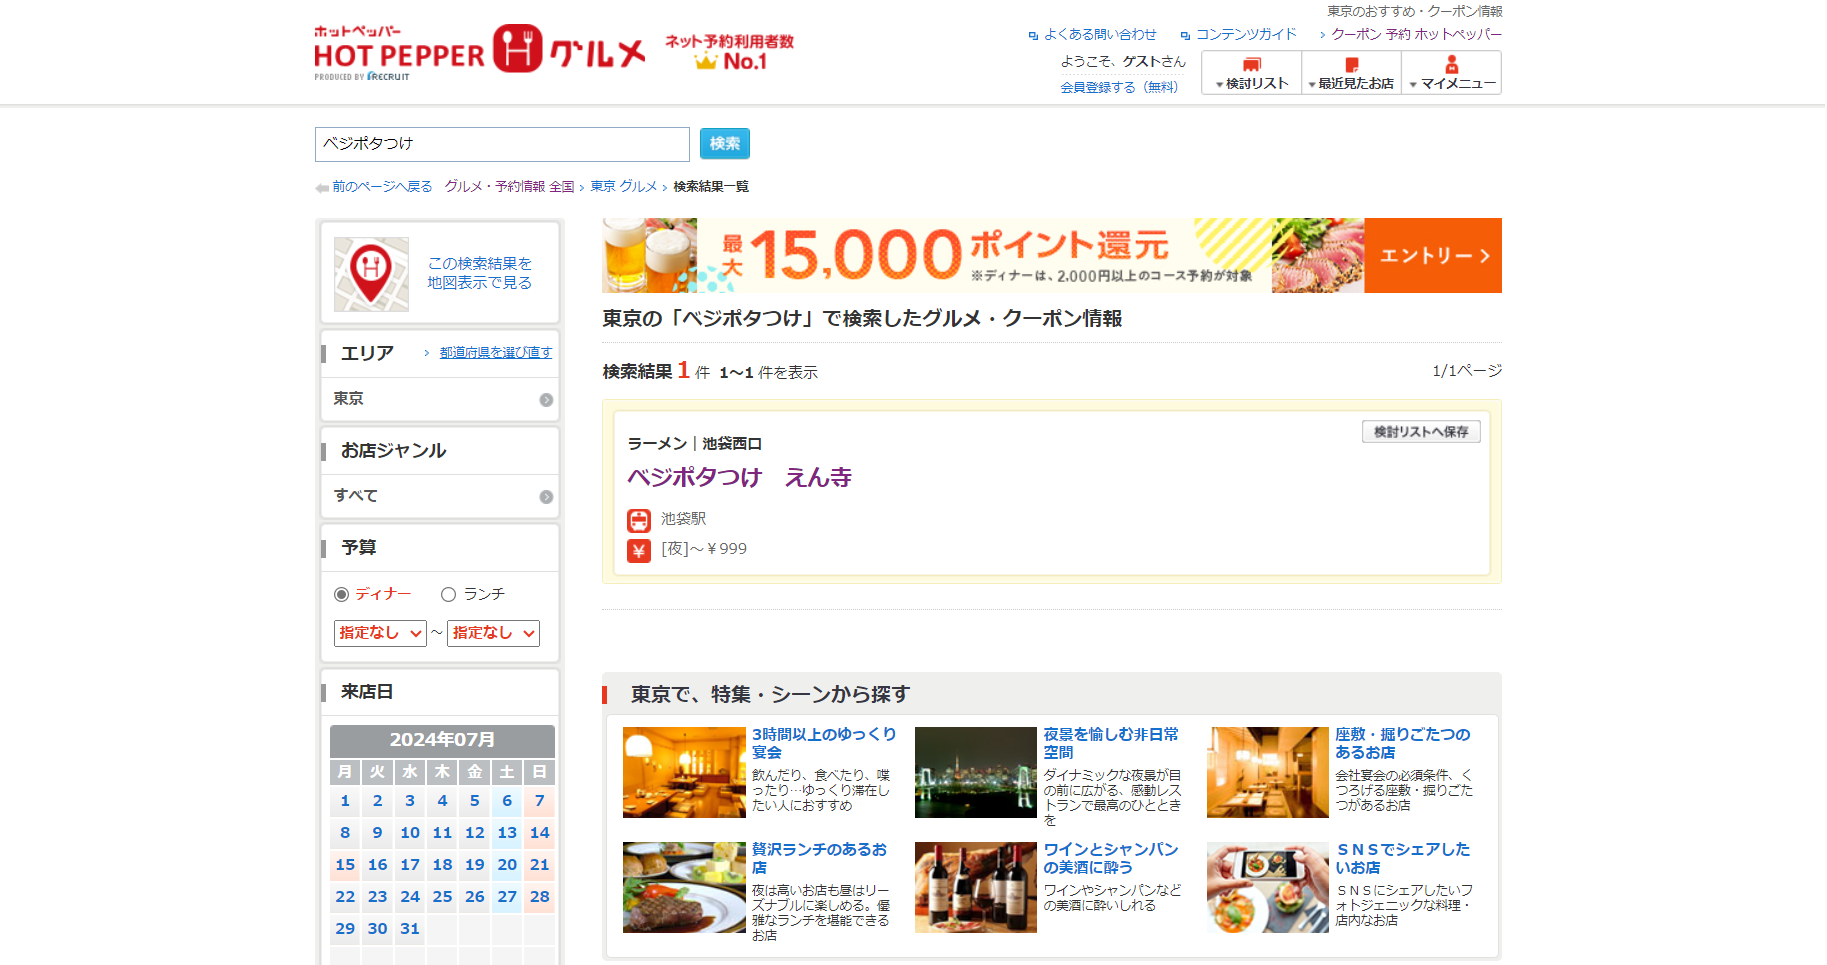 東京のおすすめ・クーポン情報
ホットペッパー
HOT PEPPER グルメ
PRODUCED BY RECRUIT
ネット予約利用者数
No.1
よくある問い合わせ
コンテンツガイド
クーポン 予約 ホットペッパー
ようこそ、ゲストさん
会員登録する（無料）
検討リスト
最近見たお店
マイメニュー
ベジポタつけ
検索
前のページへ戻る グルメ・予約情報 全国 › 東京 グルメ › 検索結果一覧
この検索結果を
地図表示で見る
エリア
› 都道府県を選び直す
東京
お店ジャンル
すべて
予算
ディナー
ランチ
指定なし ～ 指定なし
来店日
2024年07月
月 火 水 木 金 土 日
1 2 3 4 5 6 7
8 9 10 11 12 13 14
15 16 17 18 19 20 21
22 23 24 25 26 27 28
29 30 31
最大15,000ポイント還元
※ディナーは、2,000円以上のコース予約が対象
エントリー
東京の「ベジポタつけ」で検索したグルメ・クーポン情報
検索結果 1 件 1～1 件を表示
1/1ページ
ラーメン｜池袋西口
検討リストへ保存
ベジポタつけ　えん寺
池袋駅
¥ [夜]～￥999
東京で、特集・シーンから探す
3時間以上のゆっくり
宴会
飲んだり、食べたり、喋
ったり…ゆっくり滞在し
たい人におすすめ
夜景を愉しむ非日常
空間
ダイナミックな夜景が目
の前に広がる、感動レス
トランで最高のひととき
を
座敷・掘りごたつの
あるお店
会社宴会の必須条件、く
つろげる座敷・掘りごた
つがあるお店
贅沢ランチのあるお
店
夜は高いお店も昼はリー
ズナブルに楽しめる。優
雅なランチを堪能できる
お店
ワインとシャンパン
の美酒に酔う
ワインやシャンパンなど
の美酒に酔いしれる
ＳＮＳでシェアした
いお店
ＳＮＳにシェアしたいフ
ォトジェニックな料理・
店内なお店